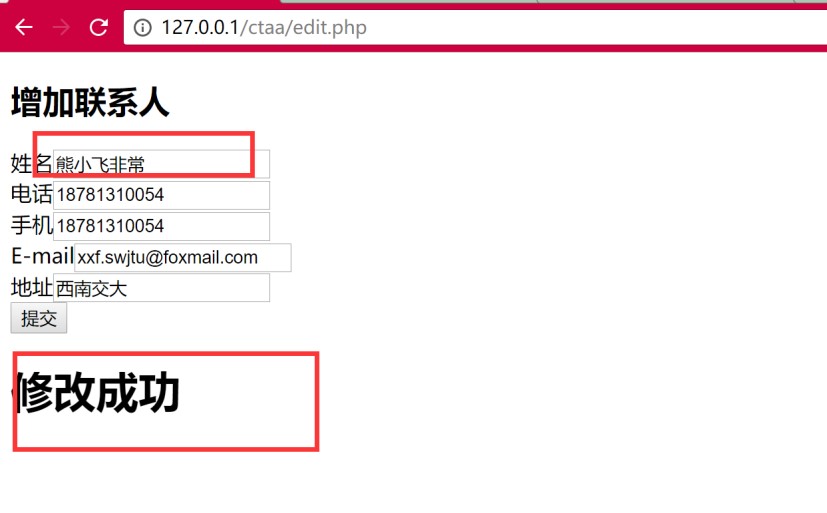 127.0.0.1/ctaa/edit.php
增加联系人
姓名 熊小飞非常
电话 18781310054
手机 18781310054
E-mail xxf.swjtu@foxmail.com
地址 西南交大
提交
修改成功